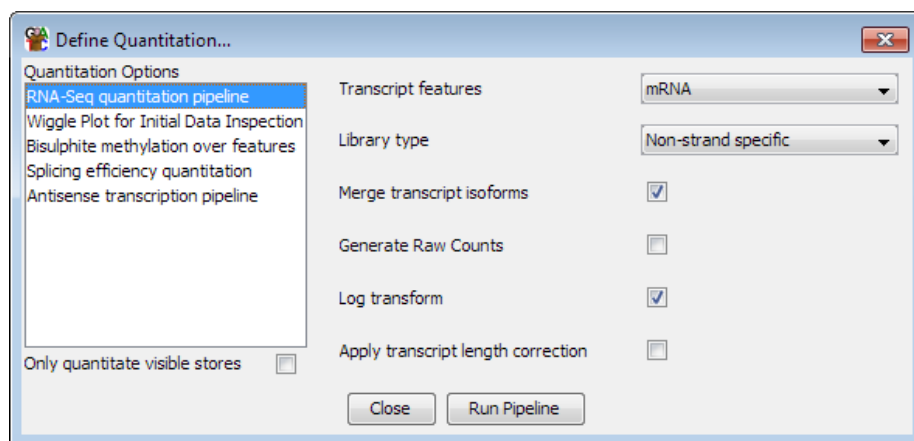 Define Quantitation...
Quantitation Options
RNA-Seq quantitation pipeline
Wiggle Plot for Initial Data Inspection
Bisulphite methylation over features
Splicing efficiency quantitation
Antisense transcription pipeline
Only quantitate visible stores
Transcript features mRNA
Library type Non-strand specific
Merge transcript isoforms
Generate Raw Counts
Log transform
Apply transcript length correction
Close Run Pipeline